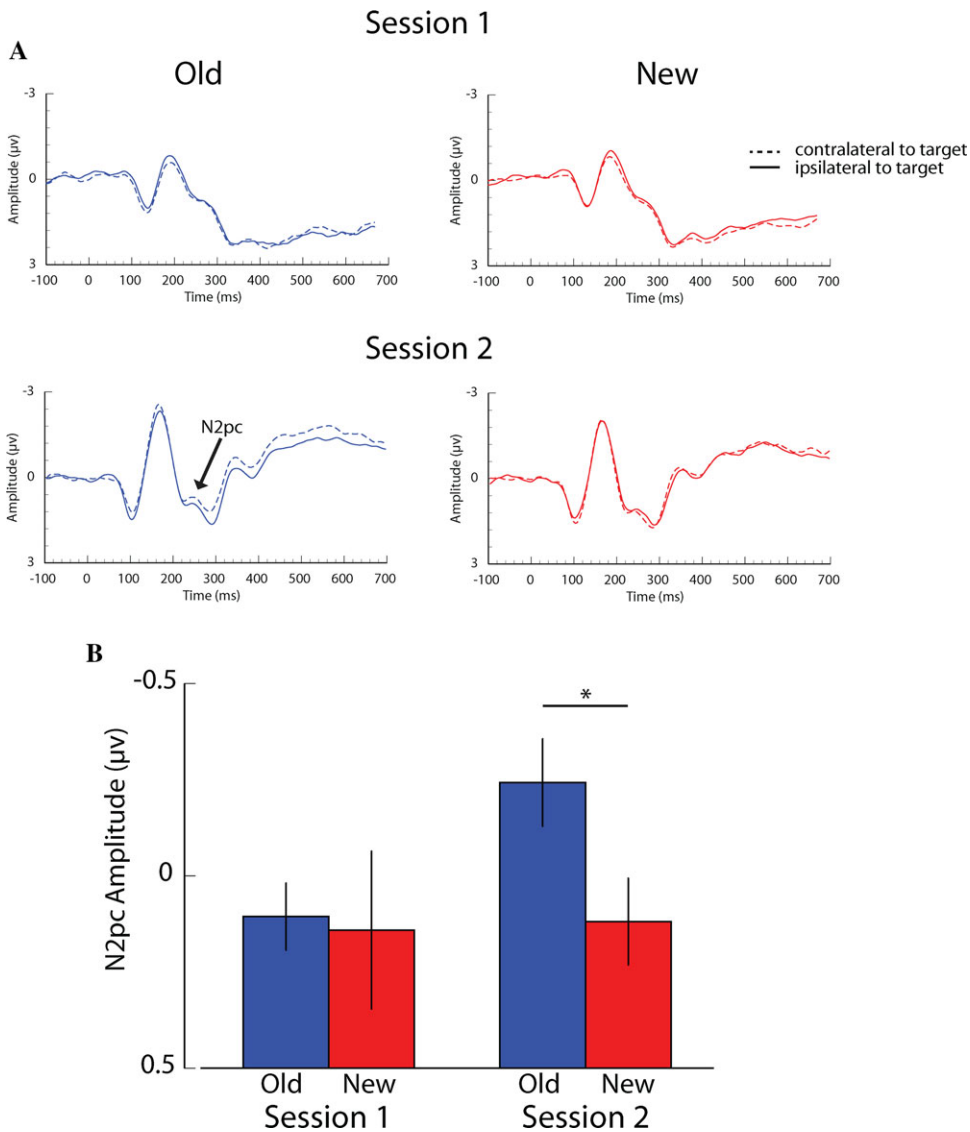 Session 1
A
Old New
-3 -3
contralateral to target
ipsilateral to target
Amplitude (μv) Amplitude (μv)
0 0
3 3
-100 0 100 200 300 400 500 600 700 -100 0 100 200 300 400 500 600 700
Time (ms) Time (ms)
Session 2
-3 -3
N2pc
Amplitude (μv) Amplitude (μv)
0 0
3 3
-100 0 100 200 300 400 500 600 700 -100 0 100 200 300 400 500 600 700
Time (ms) Time (ms)
B
-0.5
*
N2pc Amplitude (μv)
0
0.5
Old New Old New
Session 1 Session 2